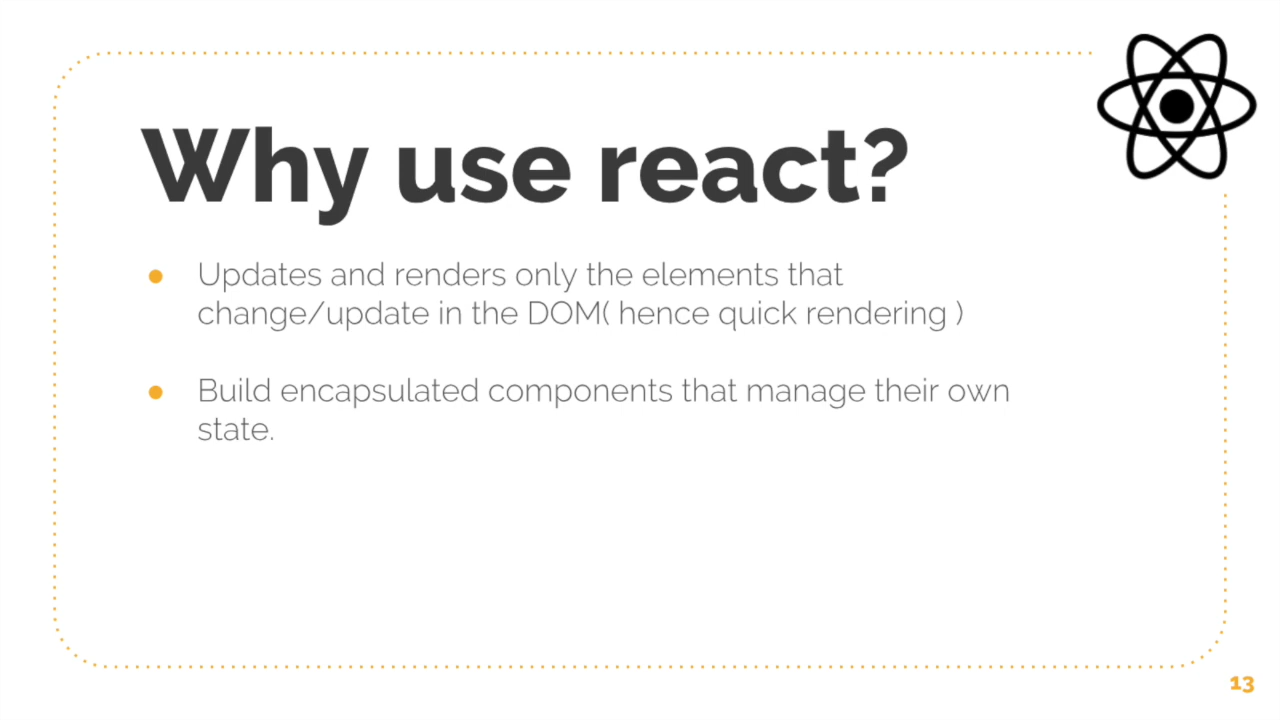 Why use react?
● Updates and renders only the elements that
change/update in the DOM( hence quick rendering )
● Build encapsulated components that manage their own
state.
13